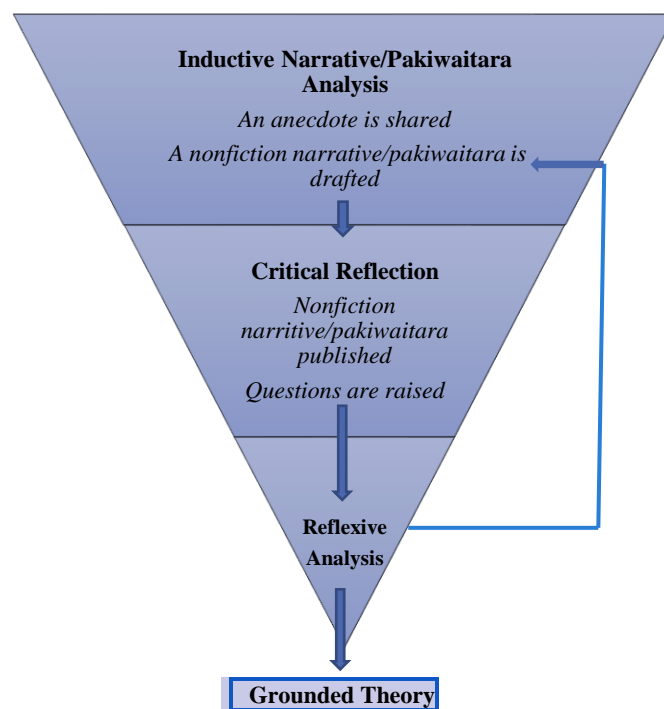 Inductive Narrative/Pakiwaitara
Analysis
An anecdote is shared
A nonfiction narrative/pakiwaitara is
drafted
Critical Reflection
Nonfiction
narritive/pakiwaitara
published
Questions are raised
Reflexive
Analysis
Grounded Theory